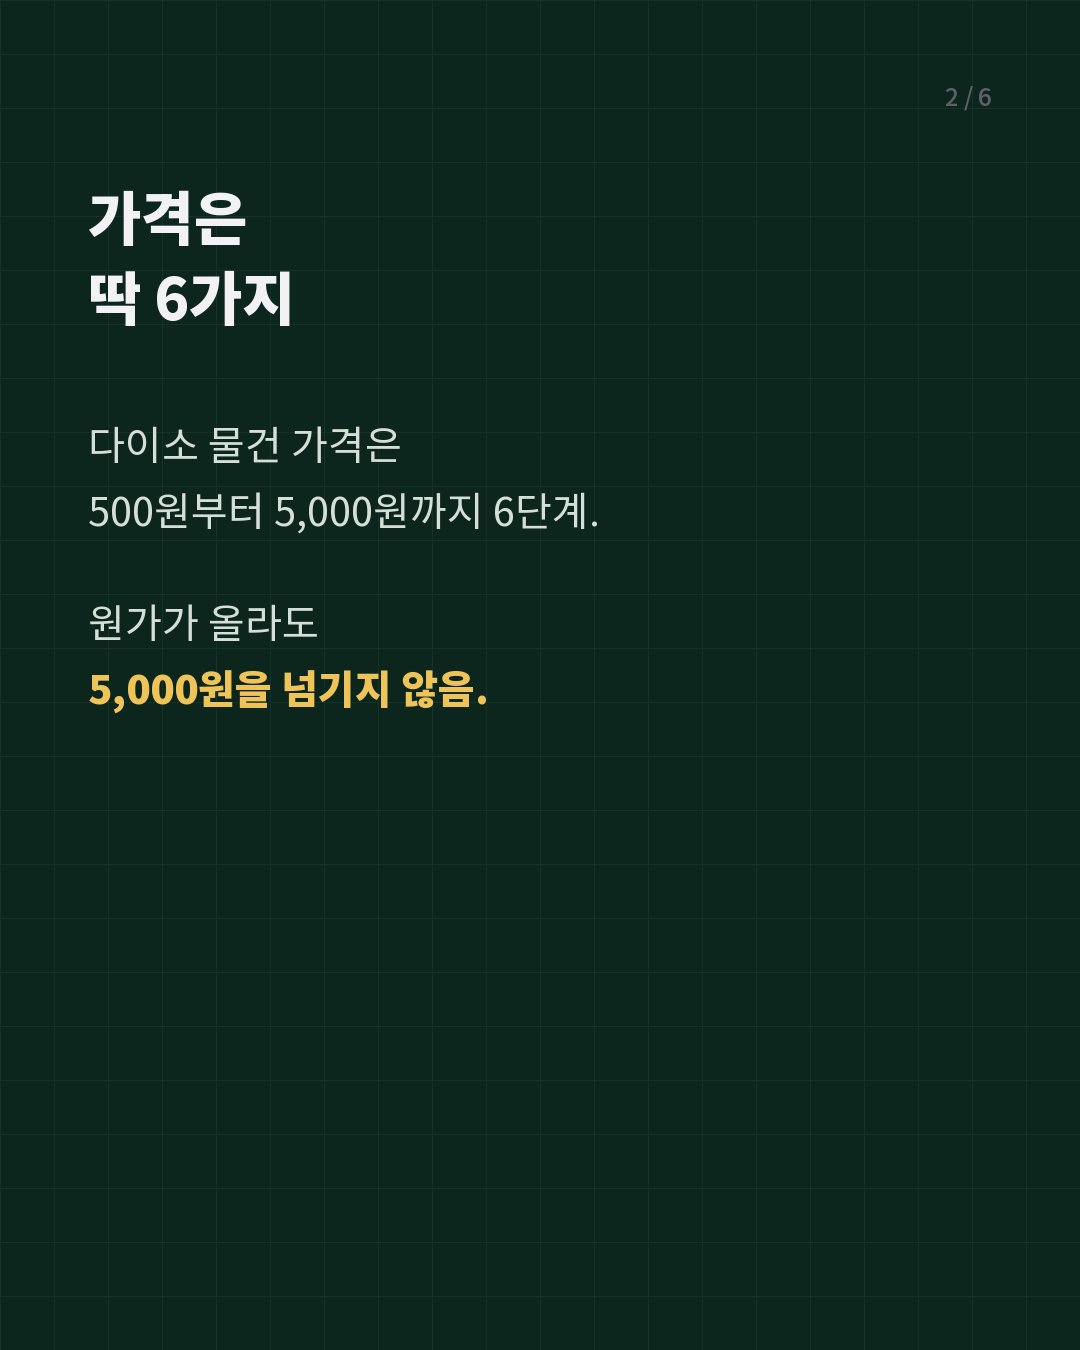 2 / 6
가격은
딱 6가지
다이소 물건 가격은
500원부터 5,000원까지 6단계.
원가가 올라도
5,000원을 넘기지 않음.